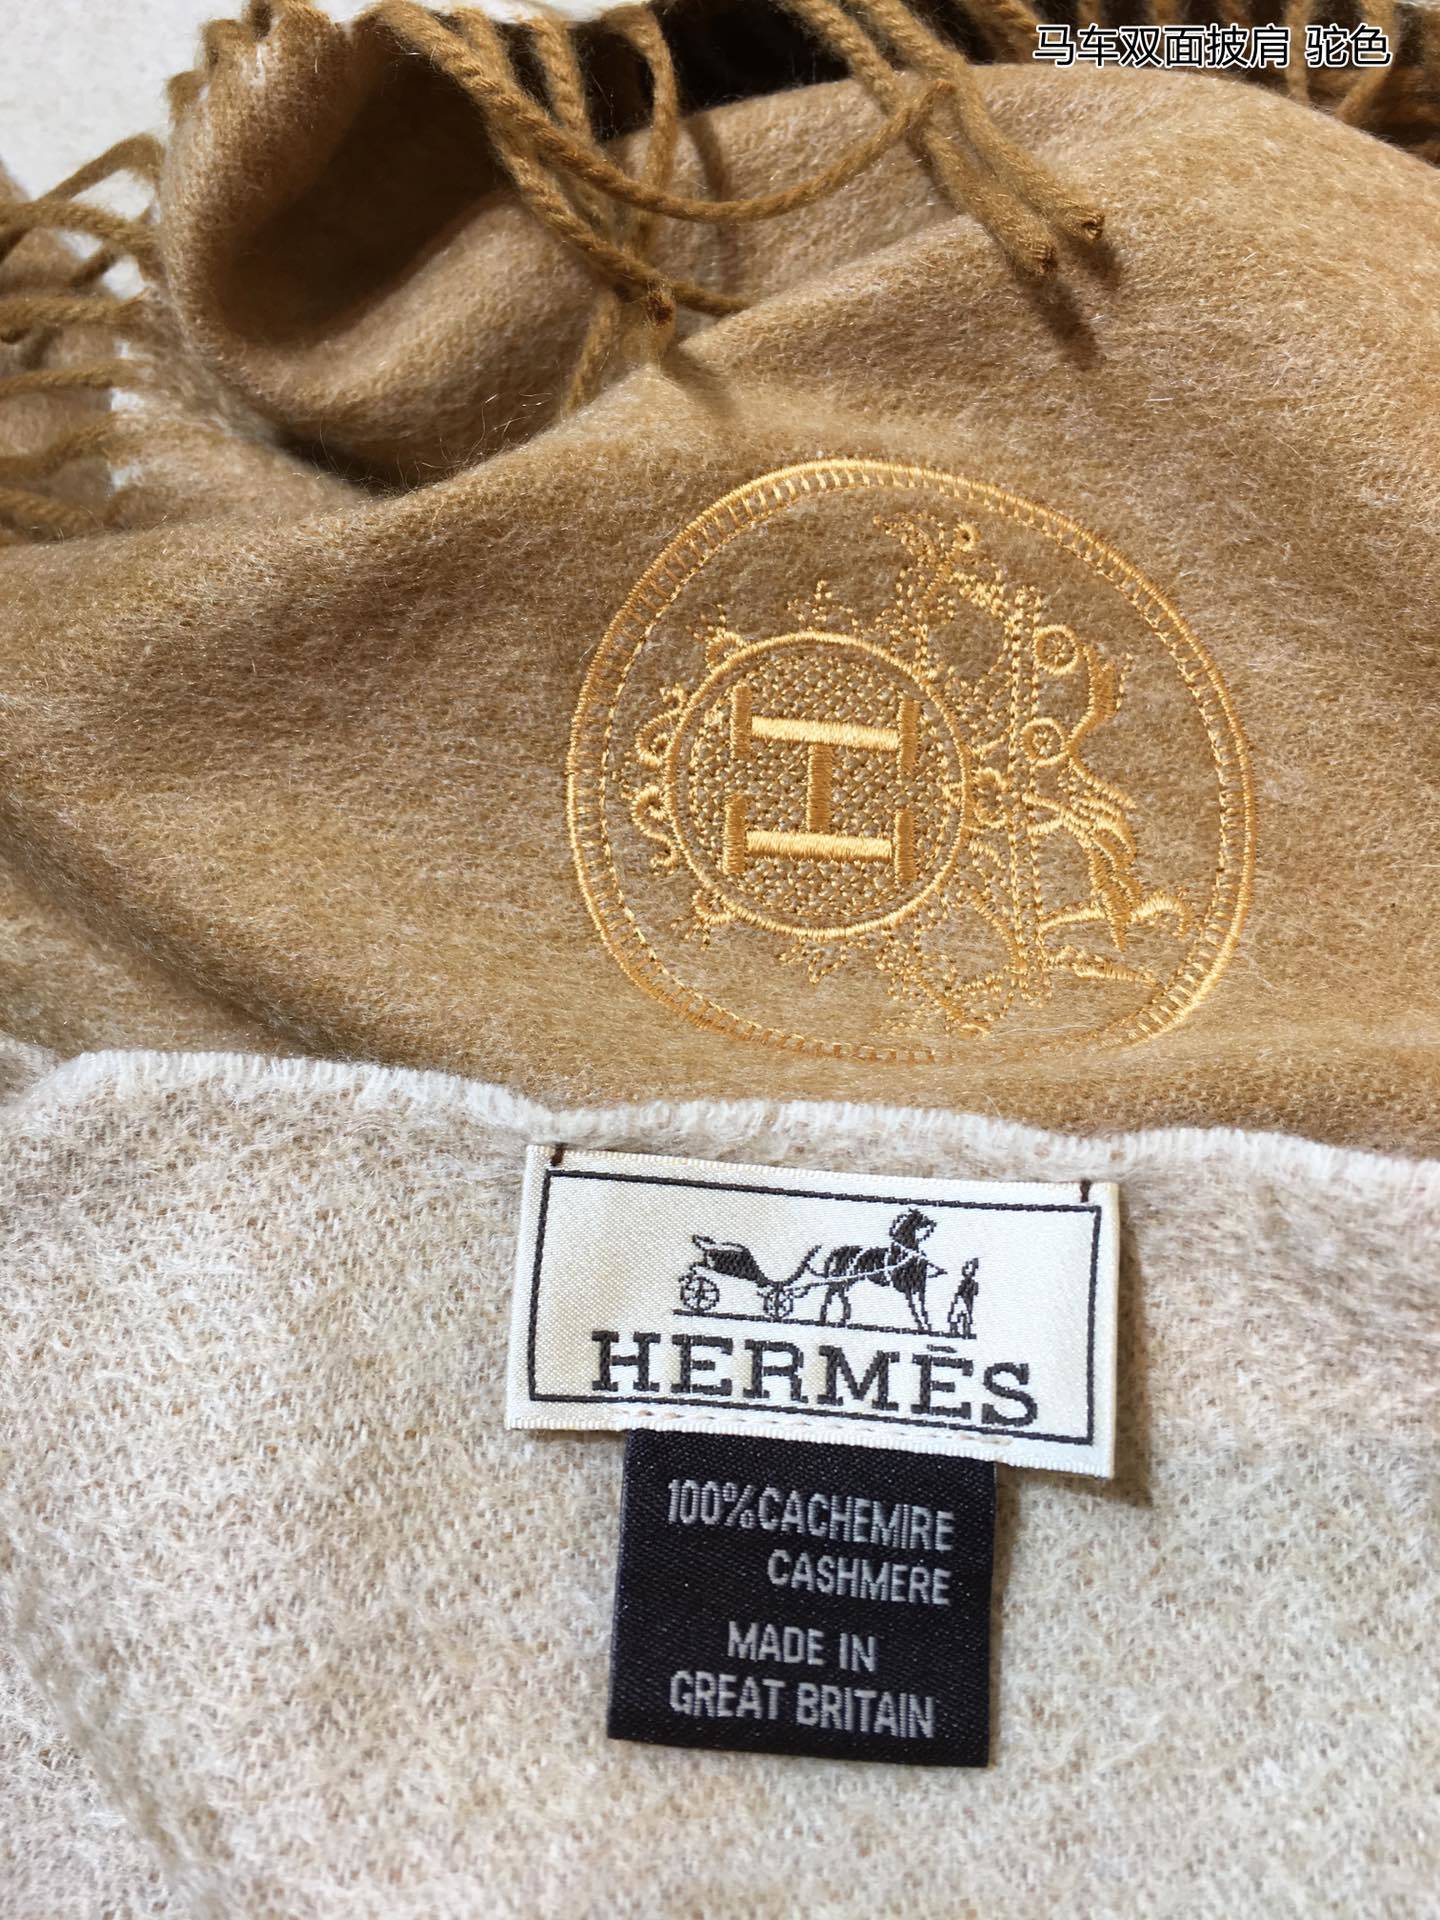 马车双面披肩 驼色
H
HERMÈS
100%CACHEMIRE
CASHMERE
MADE IN
GREAT BRITAIN